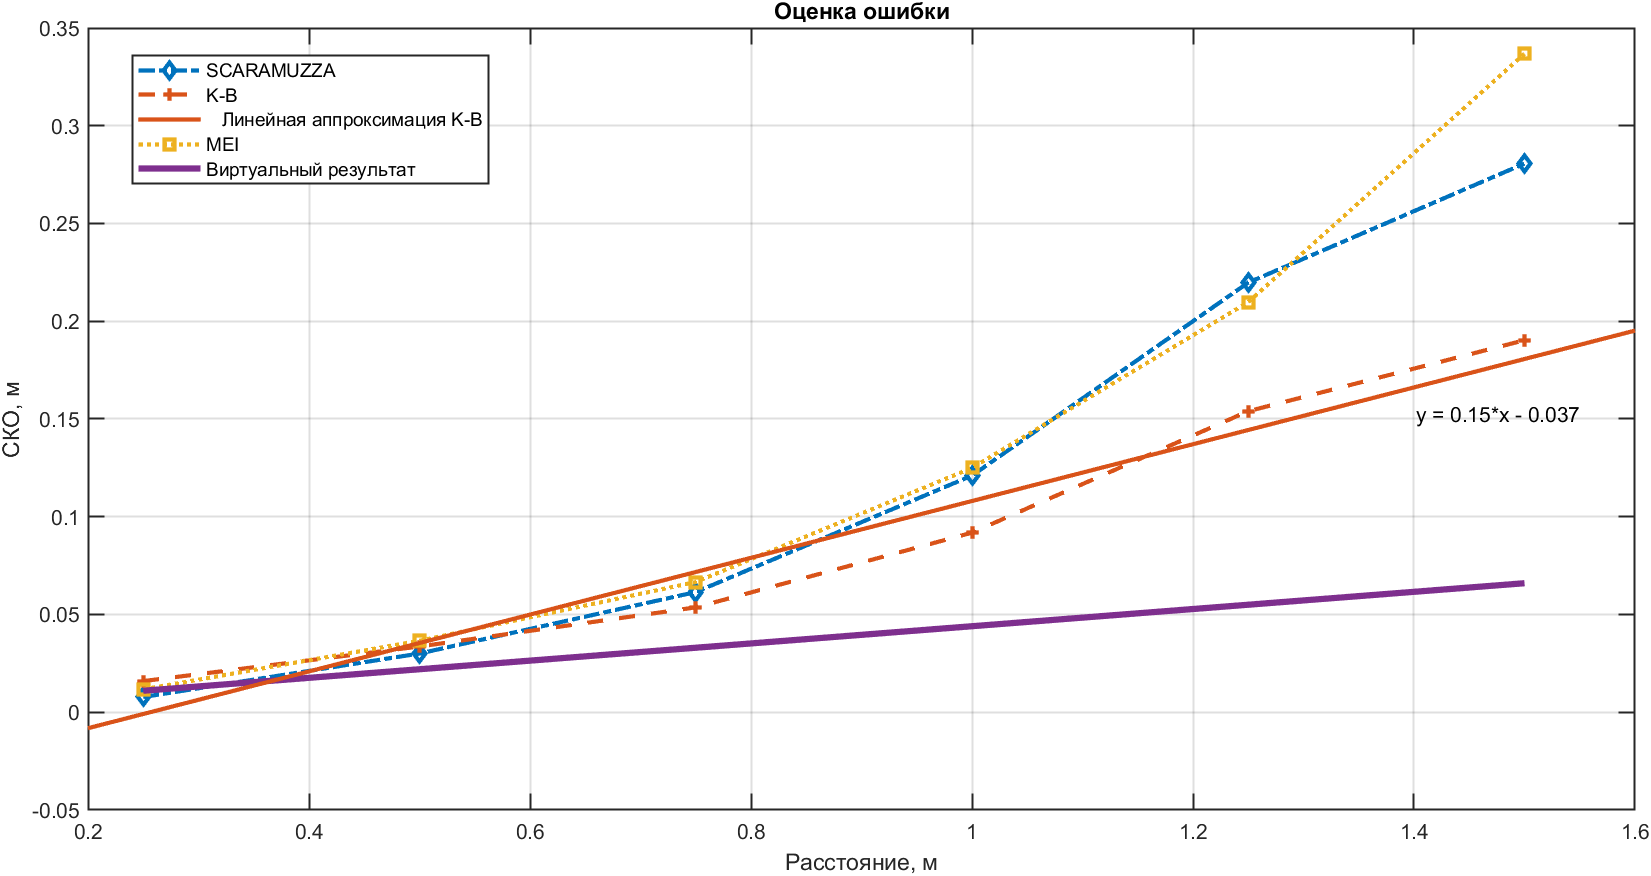 Оценка ошибки
0.35
0.3
0.25
0.2
0.15
0.1
0.05
0
-0.05
СКО, м
SCARAMUZZA
K-B
Линейная аппроксимация K-B
MEI
Виртуальный результат
y = 0.15*x - 0.037
0.2 0.4 0.6 0.8 1 1.2 1.4 1.6
Расстояние, м